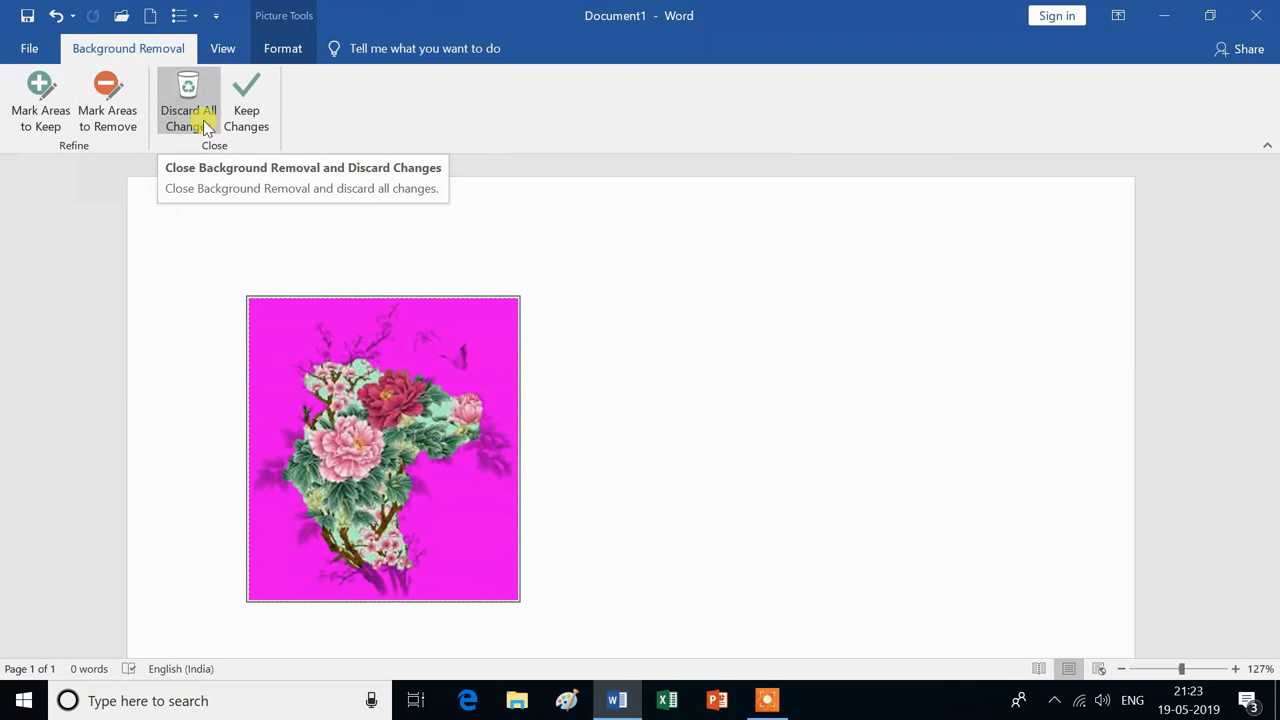 Picture Tools
Document1 - Word
Sign in
File
Background Removal
View
Format
Tell me what you want to do
Share
Mark Areas
to Keep
Mark Areas
to Remove
Discard All
Changes
Keep
Changes
Refine
Close
Close Background Removal and Discard Changes
Close Background Removal and discard all changes.
Page 1 of 1
0 words
English (India)
127%
Type here to search
ENG
21:23
19-05-2019
3